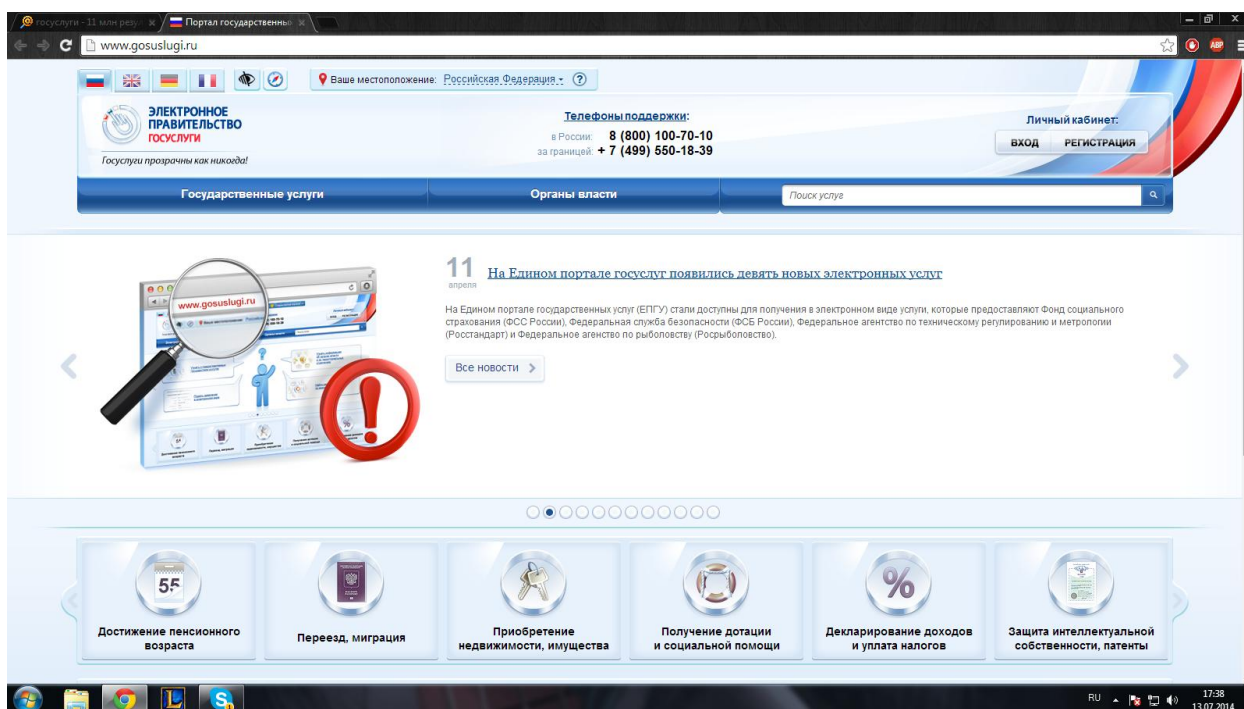 госуслуги - 11 млн резу
Портал государственны
www.gosuslugi.ru
Ваше местоположение: Российская Федерация ?
ЭЛЕКТРОННОЕ
ПРАВИТЕЛЬСТВО
ГОСУСЛУГИ
Госуслуги прозрачны как никогда!
Телефоны поддержки:
в России: 8 (800) 100-70-10
за границей: + 7 (499) 550-18-39
Личный кабинет:
ВХОД РЕГИСТРАЦИЯ
Государственные услуги
Органы власти
Поиск услуг
www.gosuslugi.ru
11
апреля
На Едином портале госуслуг появились девять новых электронных услуг
На Едином портале государственных услуг (ЕПГУ) стали доступны для получения в электронном виде услуги, которые предоставляют Фонд социального
страхования (ФСС России), Федеральная служба безопасности (ФСБ России), Федеральное агентство по техническому регулированию и метрологии
(Росстандарт) и Федеральное агенство по рыболовству (Росрыболовство).
Все новости
55
Достижение пенсионного
возраста
Переезд, миграция
Приобретение
недвижимости, имущества
Получение дотации
и социальной помощи
%
Декларирование доходов
и уплата налогов
Защита интеллектуальной
собственности, патенты
ABP
L
S
RU
17:38
13.07.2014